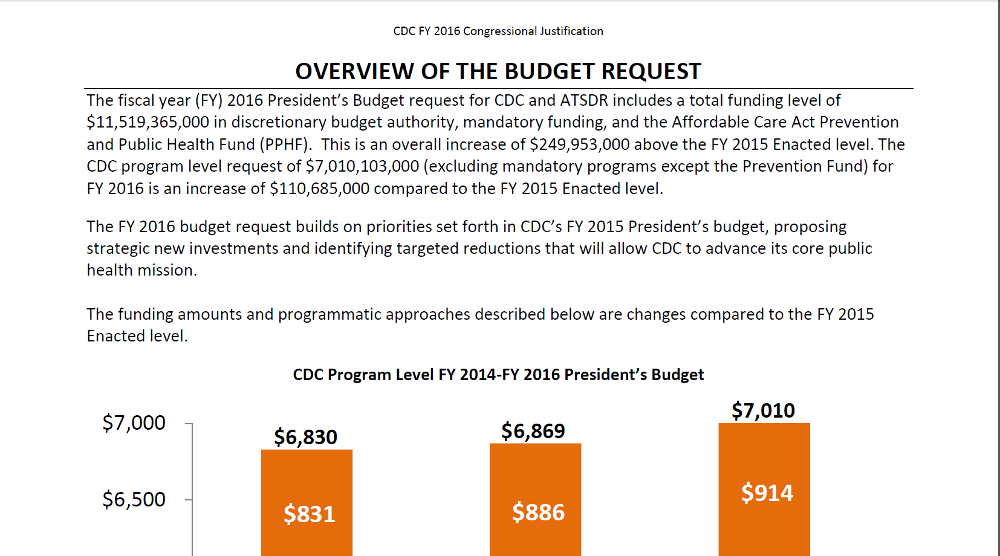 CDC FY 2016 Congressional Justification
OVERVIEW OF THE BUDGET REQUEST
The fiscal year (FY) 2016 President’s Budget request for CDC and ATSDR includes a total funding level of
$11,519,365,000 in discretionary budget authority, mandatory funding, and the Affordable Care Act Prevention
and Public Health Fund (PPHF).  This is an overall increase of $249,953,000 above the FY 2015 Enacted level. The
CDC program level request of $7,010,103,000 (excluding mandatory programs except the Prevention Fund) for
FY 2016 is an increase of $110,685,000 compared to the FY 2015 Enacted level.
The FY 2016 budget request builds on priorities set forth in CDC’s FY 2015 President’s budget, proposing
strategic new investments and identifying targeted reductions that will allow CDC to advance its core public
health mission.
The funding amounts and programmatic approaches described below are changes compared to the FY 2015
Enacted level.
CDC Program Level FY 2014-FY 2016 President’s Budget
$7,010
$7,000
$6,830
$6,869
$6,500
$831
$886
$914